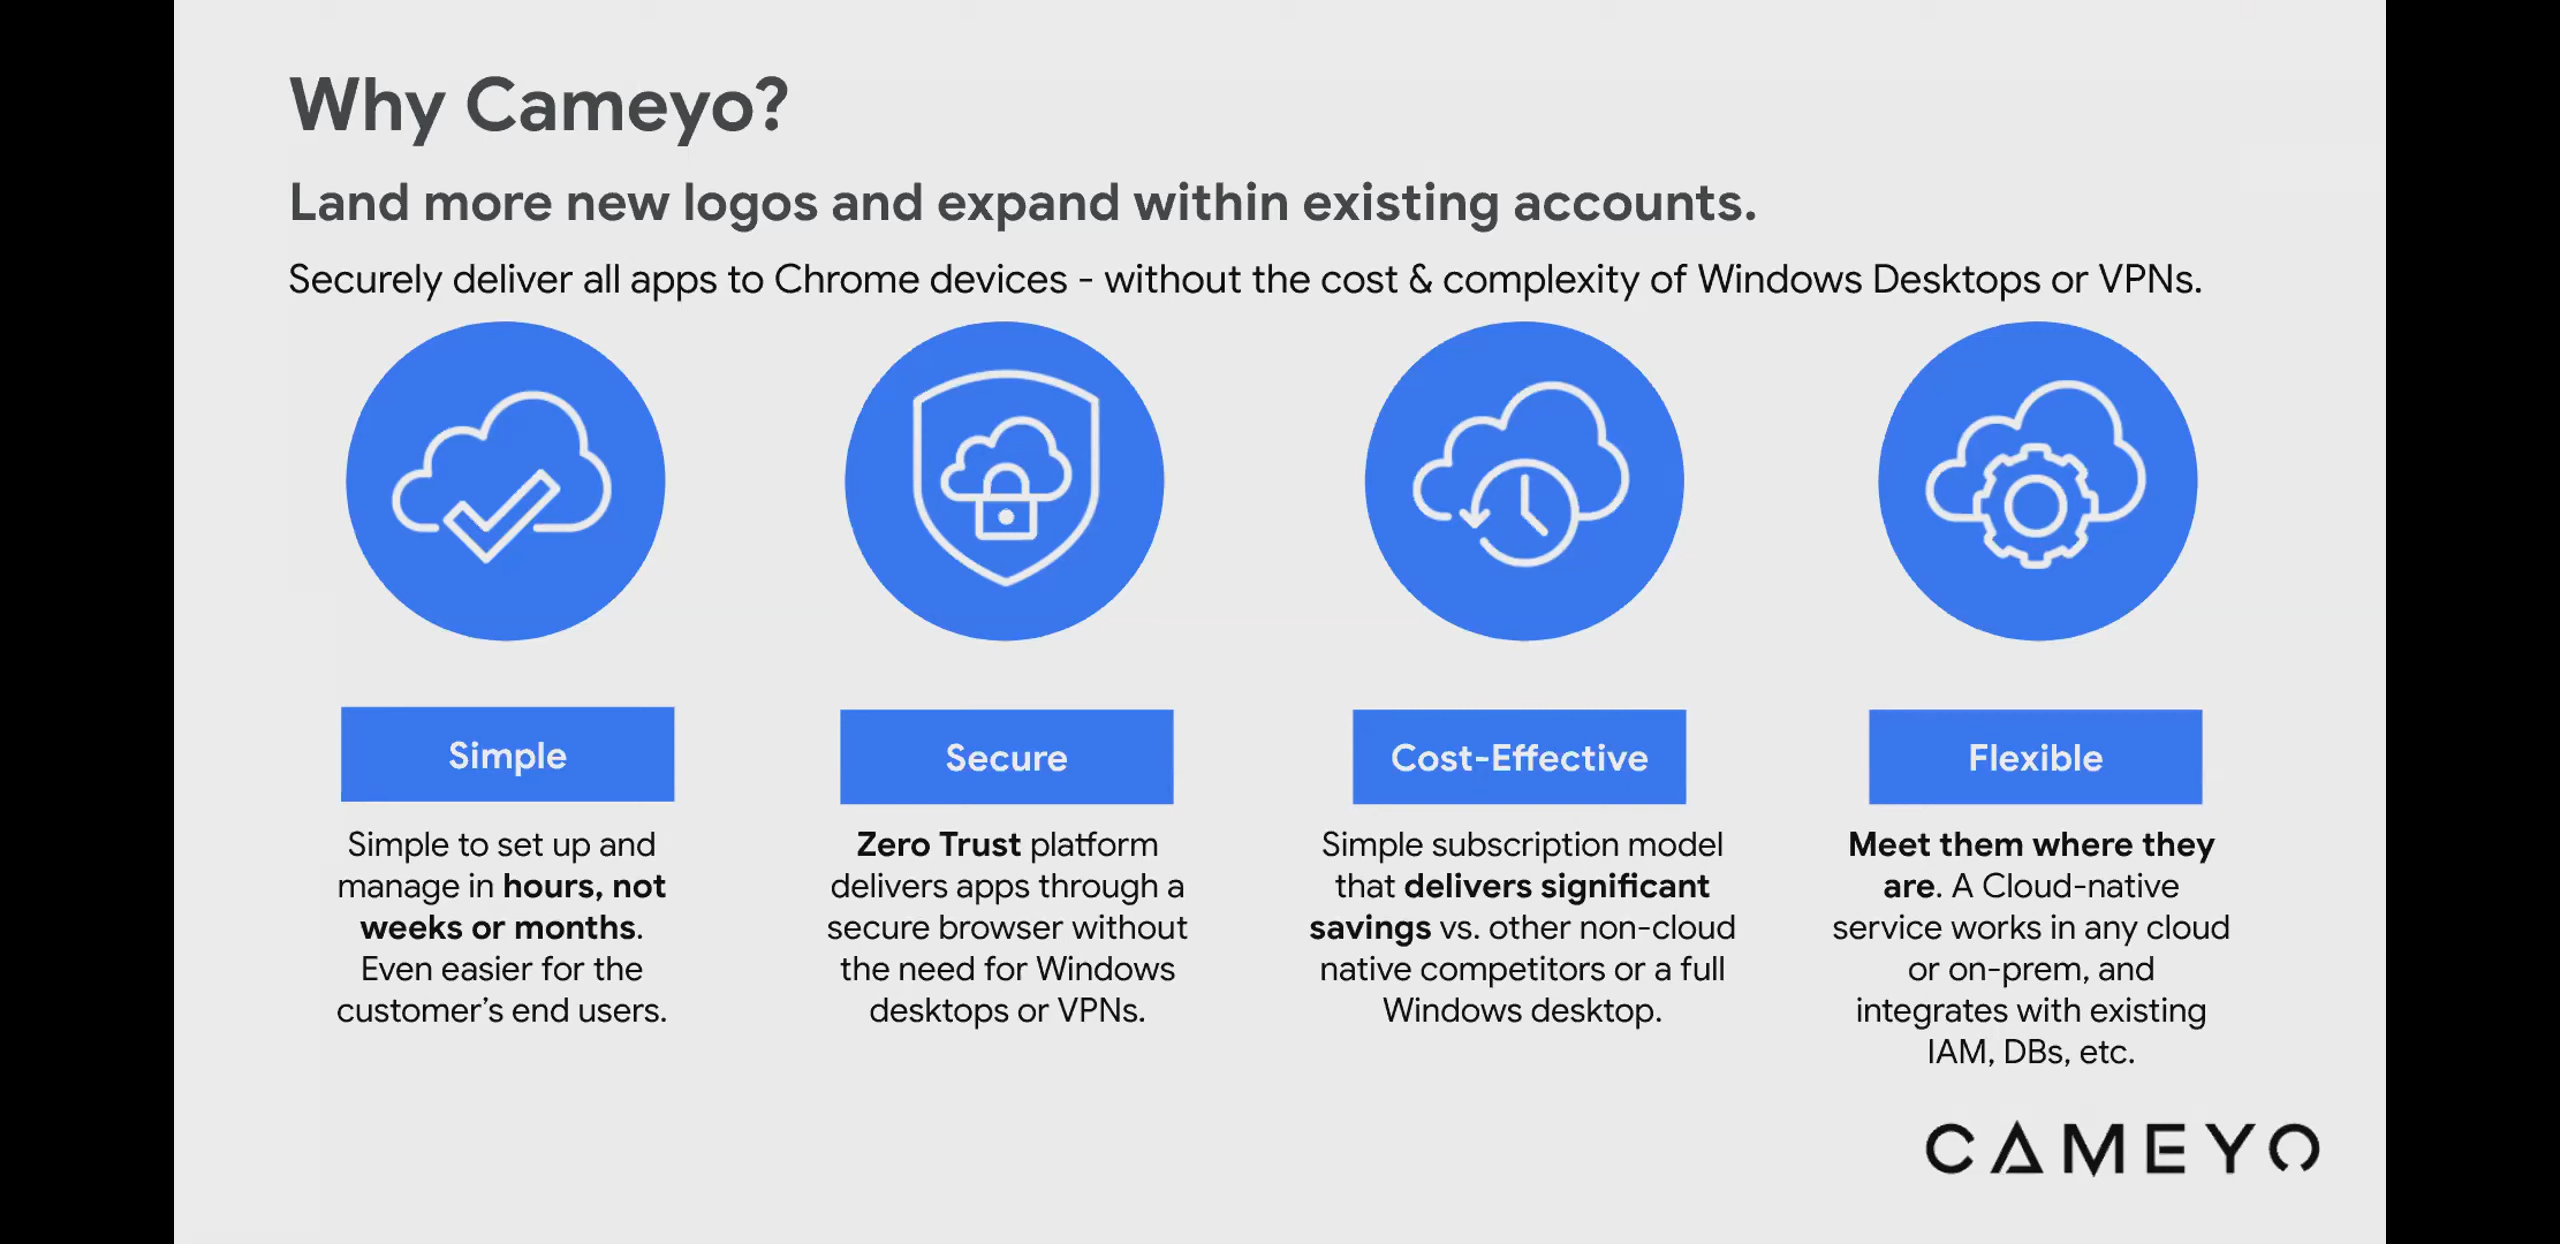 Why Cameyo?
Land more new logos and expand within existing accounts.
Securely deliver all apps to Chrome devices - without the cost & complexity of Windows Desktops or VPNs.
Simple
Simple to set up and
manage in hours, not
weeks or months.
Even easier for the
customer’s end users.
Secure
Zero Trust platform
delivers apps through a
secure browser without
the need for Windows
desktops or VPNs.
Cost-Effective
Simple subscription model
that delivers significant
savings vs. other non-cloud
native competitors or a full
Windows desktop.
Flexible
Meet them where they
are. A Cloud-native
service works in any cloud
or on-prem, and
integrates with existing
IAM, DBs, etc.
CAMEYO